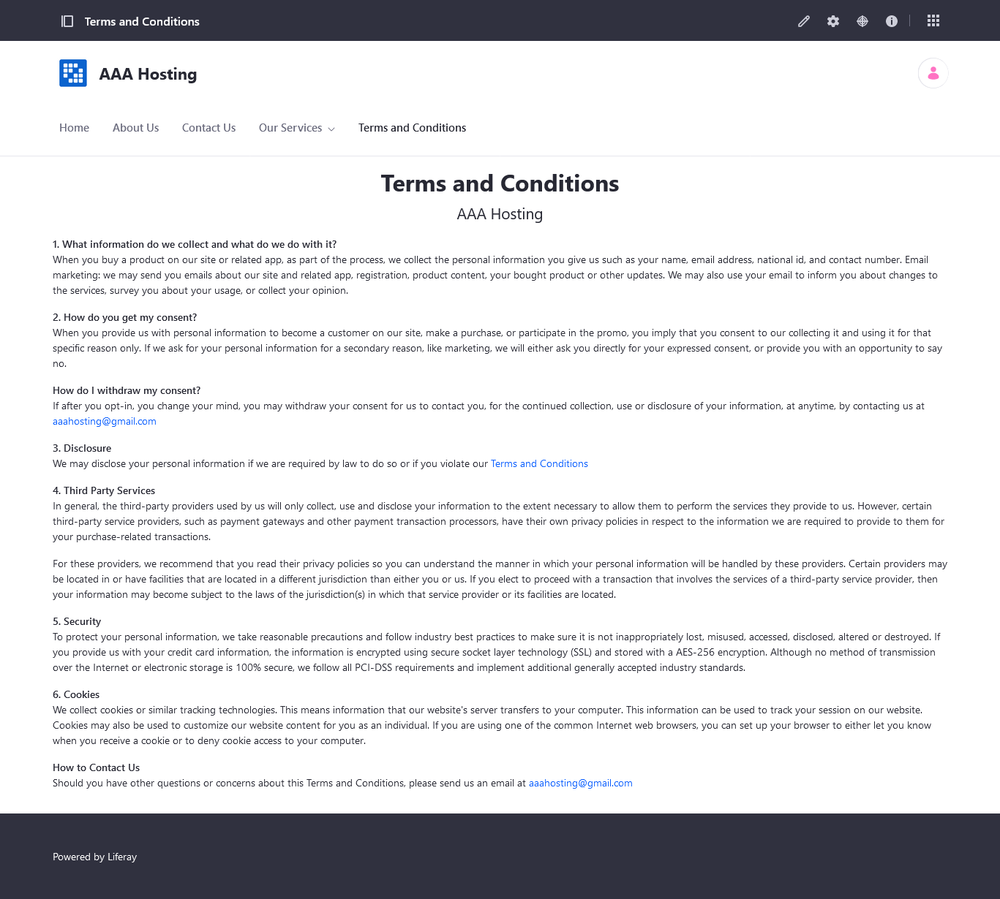 Terms and Conditions
AAA Hosting
Home About Us Contact Us Our Services Terms and Conditions
Terms and Conditions
AAA Hosting
1. What information do we collect and what do we do with it?
When you buy a product on our site or related app, as part of the process, we collect the personal information you give us such as your name, email address, national id, and contact number. Email
marketing: we may send you emails about our site and related app, registration, product content, your bought product or other updates. We may also use your email to inform you about changes to
the services, survey you about your usage, or collect your opinion.
2. How do you get my consent?
When you provide us with personal information to become a customer on our site, make a purchase, or participate in the promo, you imply that you consent to our collecting it and using it for that
specific reason only. If we ask for your personal information for a secondary reason, like marketing, we will either ask you directly for your expressed consent, or provide you with an opportunity to say
no.
How do I withdraw my consent?
If after you opt-in, you change your mind, you may withdraw your consent for us to contact you, for the continued collection, use or disclosure of your information, at anytime, by contacting us at
aaahosting@gmail.com
3. Disclosure
We may disclose your personal information if we are required by law to do so or if you violate our Terms and Conditions
4. Third Party Services
In general, the third-party providers used by us will only collect, use and disclose your information to the extent necessary to allow them to perform the services they provide to us. However, certain
third-party service providers, such as payment gateways and other payment transaction processors, have their own privacy policies in respect to the information we are required to provide to them for
your purchase-related transactions.
For these providers, we recommend that you read their privacy policies so you can understand the manner in which your personal information will be handled by these providers. Certain providers may
be located in or have facilities that are located in a different jurisdiction than either you or us. If you elect to proceed with a transaction that involves the services of a third-party service provider, then
your information may become subject to the laws of the jurisdiction(s) in which that service provider or its facilities are located.
5. Security
To protect your personal information, we take reasonable precautions and follow industry best practices to make sure it is not inappropriately lost, misused, accessed, disclosed, altered or destroyed. If
you provide us with your credit card information, the information is encrypted using secure socket layer technology (SSL) and stored with a AES-256 encryption. Although no method of transmission
over the Internet or electronic storage is 100% secure, we follow all PCI-DSS requirements and implement additional generally accepted industry standards.
6. Cookies
We collect cookies or similar tracking technologies. This means information that our website's server transfers to your computer. This information can be used to track your session on our website.
Cookies may also be used to customize our website content for you as an individual. If you are using one of the common Internet web browsers, you can set up your browser to either let you know
when you receive a cookie or to deny cookie access to your computer.
How to Contact Us
Should you have other questions or concerns about this Terms and Conditions, please send us an email at aaahosting@gmail.com
Powered by Liferay